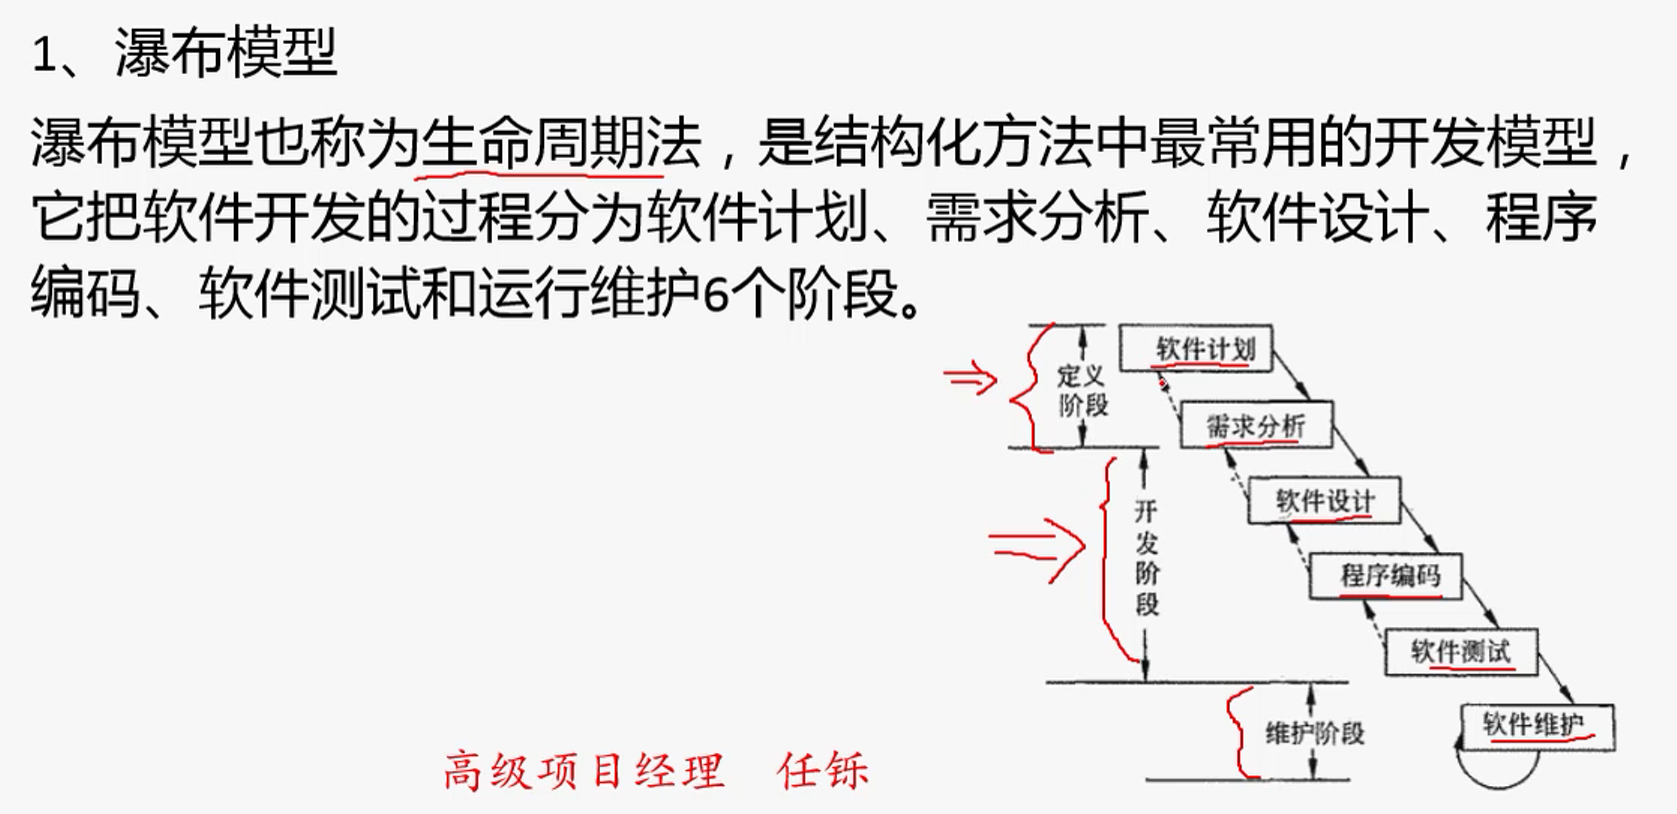 1、瀑布模型
瀑布模型也称为生命周期法，是结构化方法中最常用的开发模型，
它把软件开发的过程分为软件计划、需求分析、软件设计、程序
编码、软件测试和运行维护6个阶段。
定义
阶段
软件计划
需求分析
开
发
阶
段
软件设计
程序编码
软件测试
维护阶段
软件维护
高级项目经理 任铄